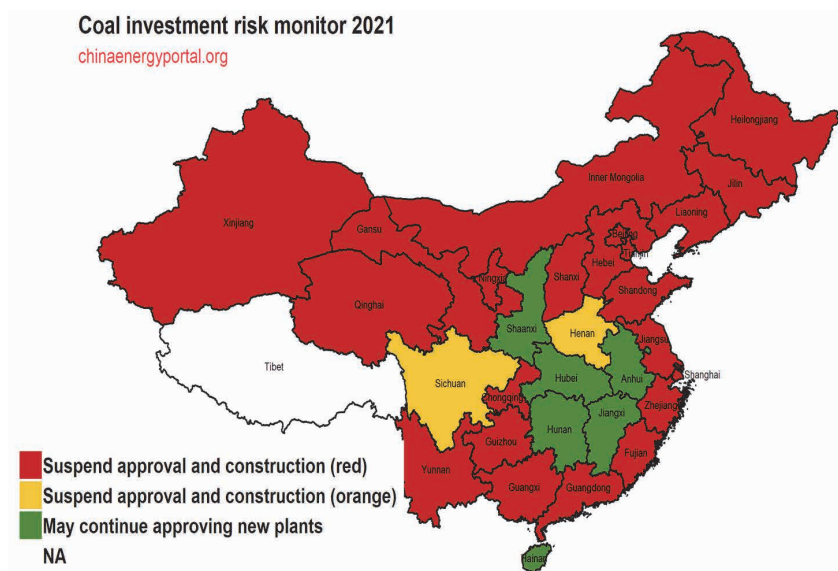 Coal investment risk monitor 2021
chinaenergyportal.org
Heilongjiang
Inner Mongolia
Jilin
Xinjiang
Liaoning
Gansu
Beijing
Tianjin
Hebei
Ningxia
Shanxi
Qinghai
Shandong
Shaanxi
Henan
Jiangsu
Tibet
Sichuan
Hubei
Anhui
Shanghai
Chongqing
Zhejiang
Hunan
Jiangxi
Guizhou
Fujian
Yunnan
Guangxi
Guangdong
Hainan
Suspend approval and construction (red)
Suspend approval and construction (orange)
May continue approving new plants
NA